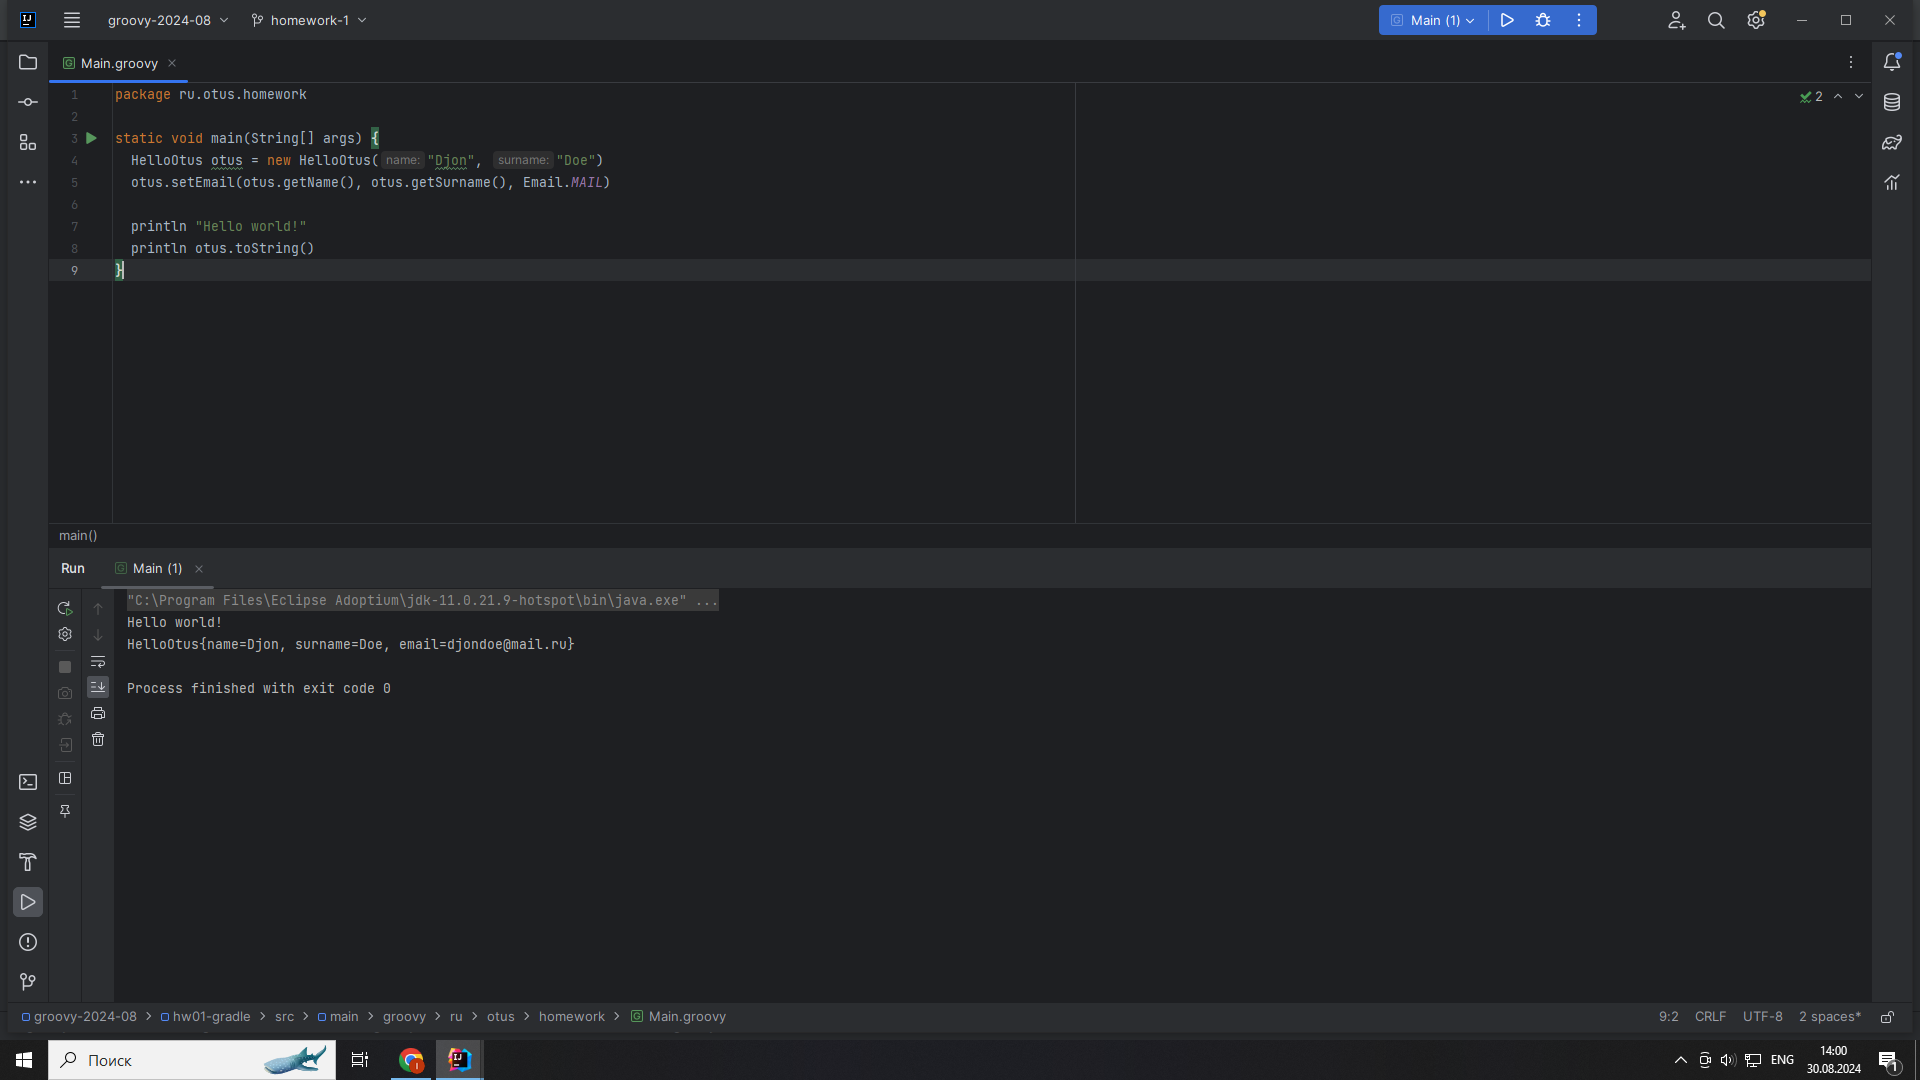 groovy-2024-08
homework-1
Main (1)
Main.groovy
1 package ru.otus.homework
2
2
3 static void main(String[] args) {
4 HelloOtus otus = new HelloOtus( name: "Djon", surname: "Doe")
5 otus.setEmail(otus.getName(), otus.getSurname(), Email.MAIL)
6
7 println "Hello world!"
8 println otus.toString()
9 }
main()
Run
Main (1)
"C:\Program Files\Eclipse Adoptium\jdk-11.0.21.9-hotspot\bin\java.exe" ...
Hello world!
HelloOtus{name=Djon, surname=Doe, email=djondoe@mail.ru}
Process finished with exit code 0
groovy-2024-08 > hw01-gradle > src > main > groovy > ru > otus > homework > Main.groovy
9:2 CRLF UTF-8 2 spaces*
Поиск
ENG
14:00
30.08.2024
1